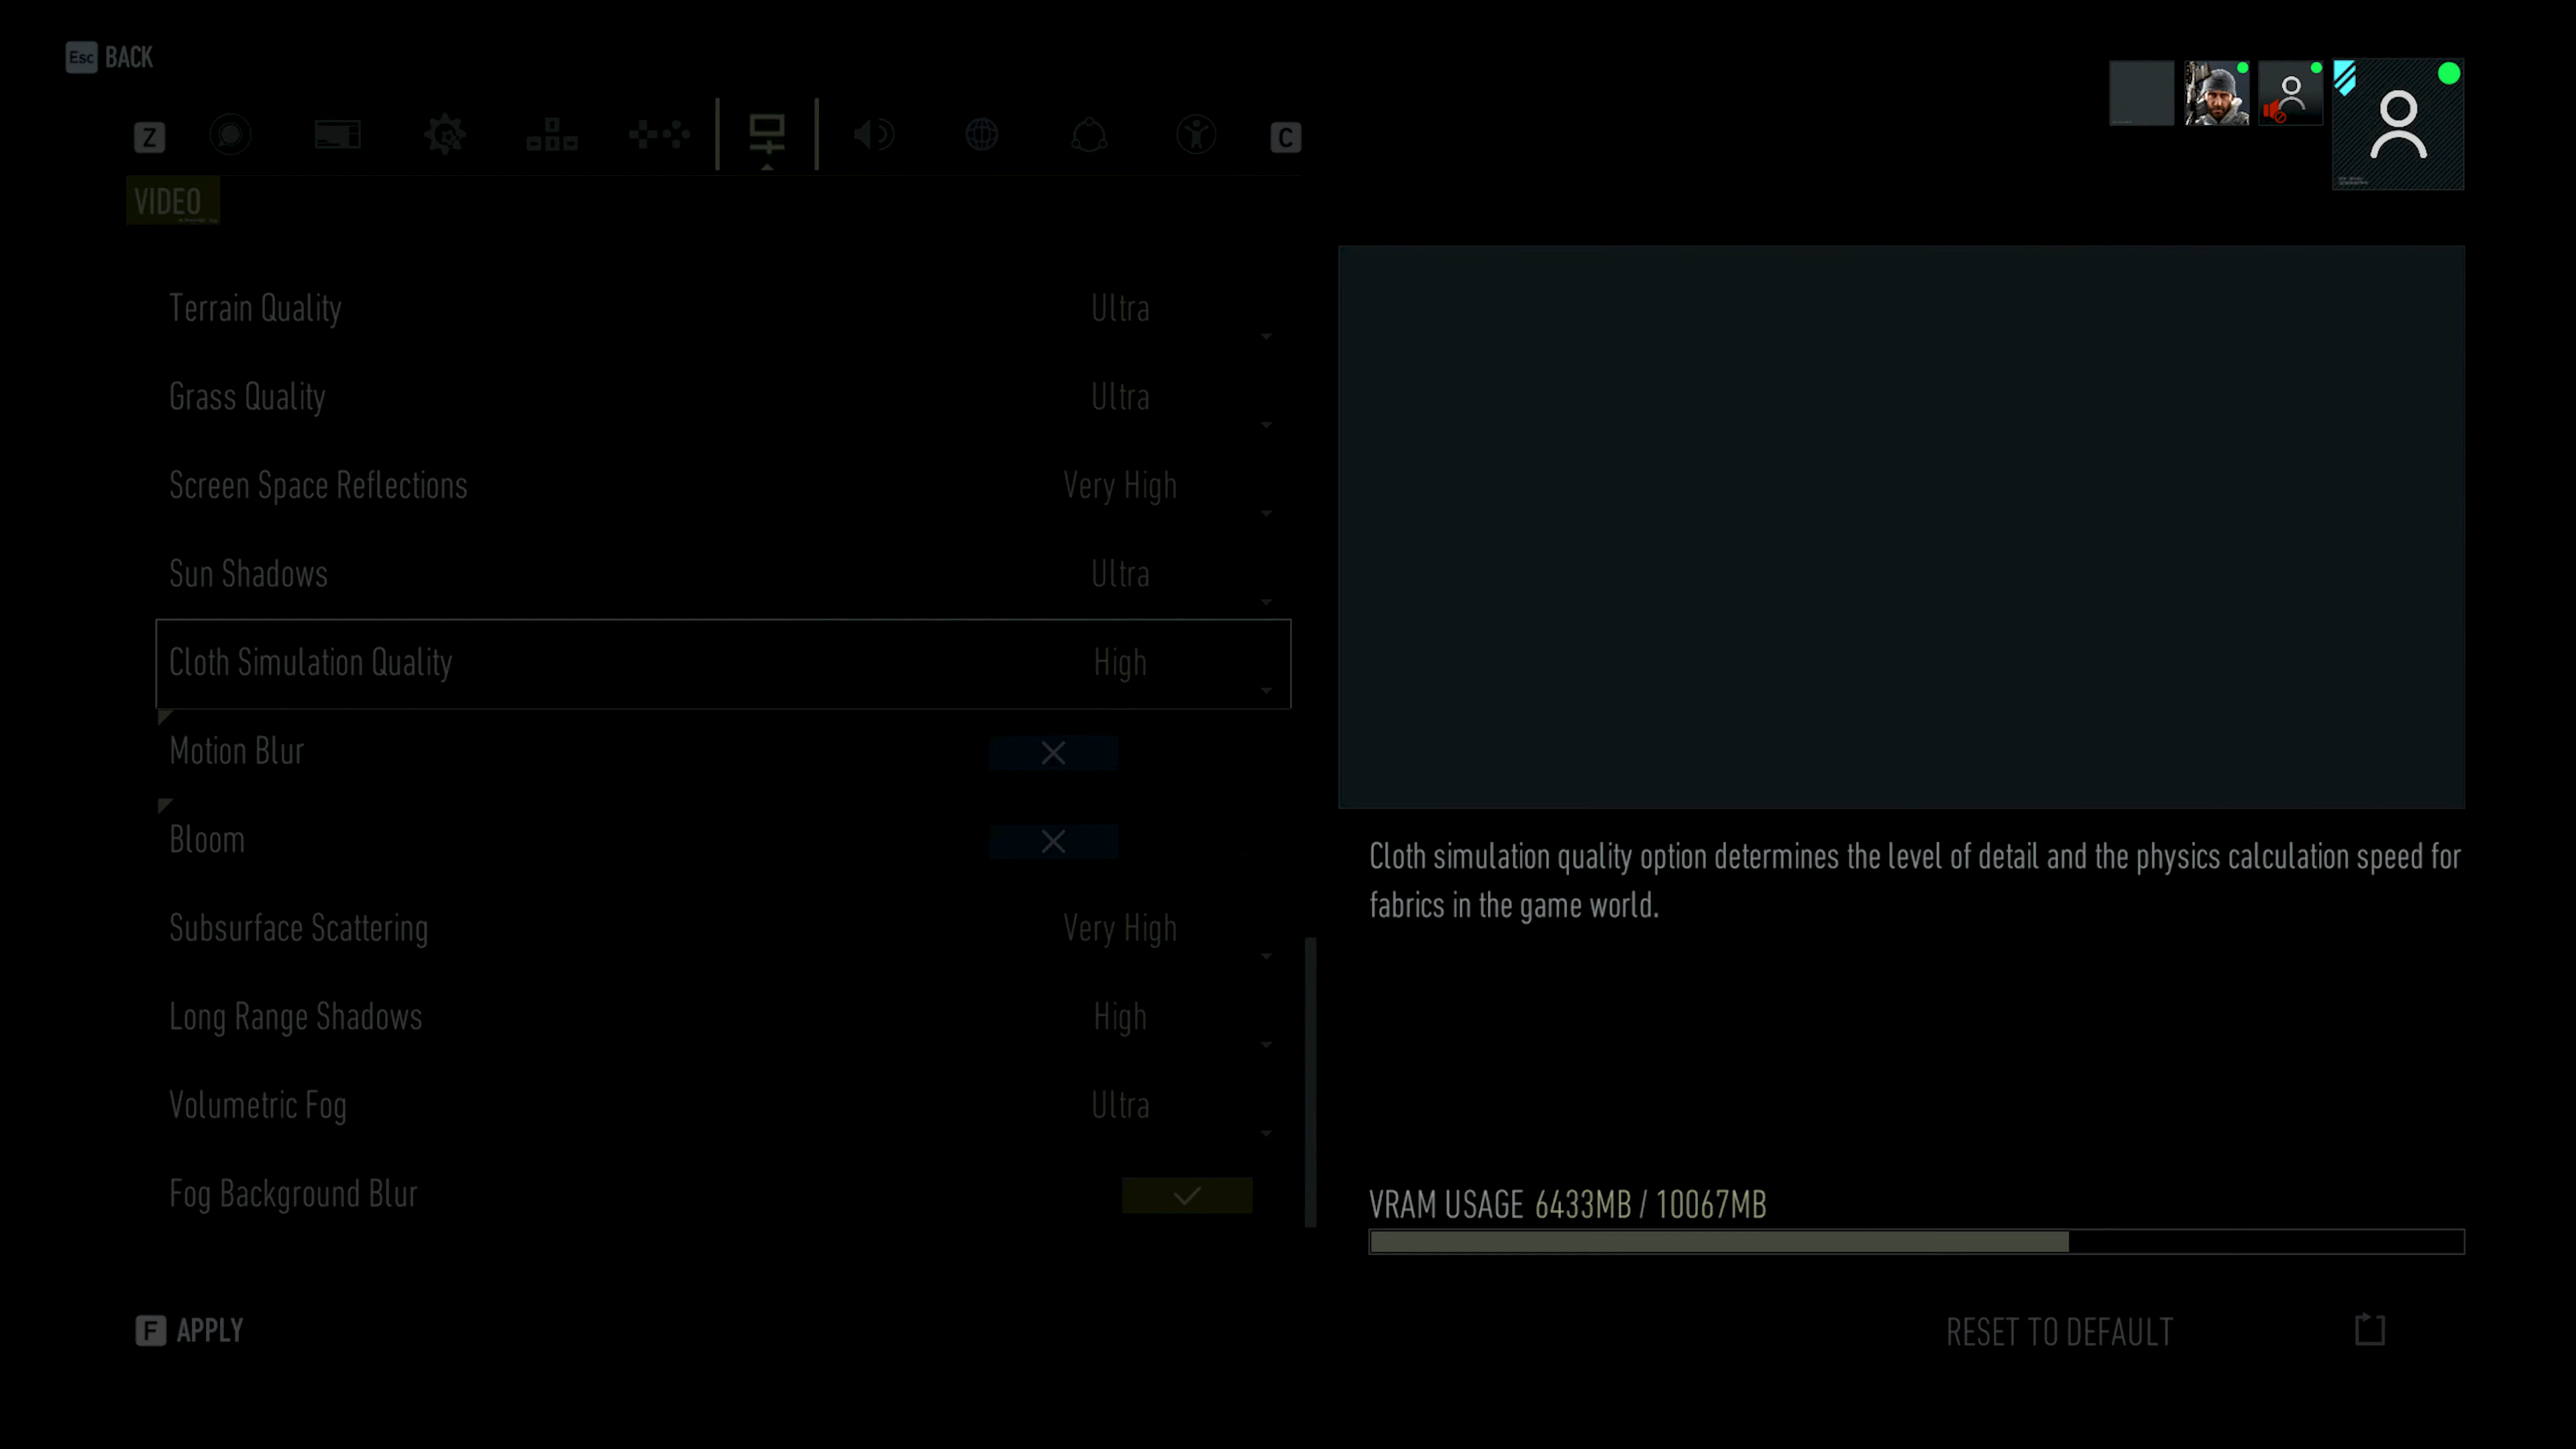 Esc BACK
Z
C
VIDEO
Terrain Quality Ultra
Grass Quality Ultra
Screen Space Reflections Very High
Sun Shadows Ultra
Cloth Simulation Quality High
Motion Blur
Bloom
Subsurface Scattering Very High
Long Range Shadows High
Volumetric Fog Ultra
Fog Background Blur
Cloth simulation quality option determines the level of detail and the physics calculation speed for
fabrics in the game world.
VRAM USAGE 6433MB / 10067MB
F APPLY
RESET TO DEFAULT